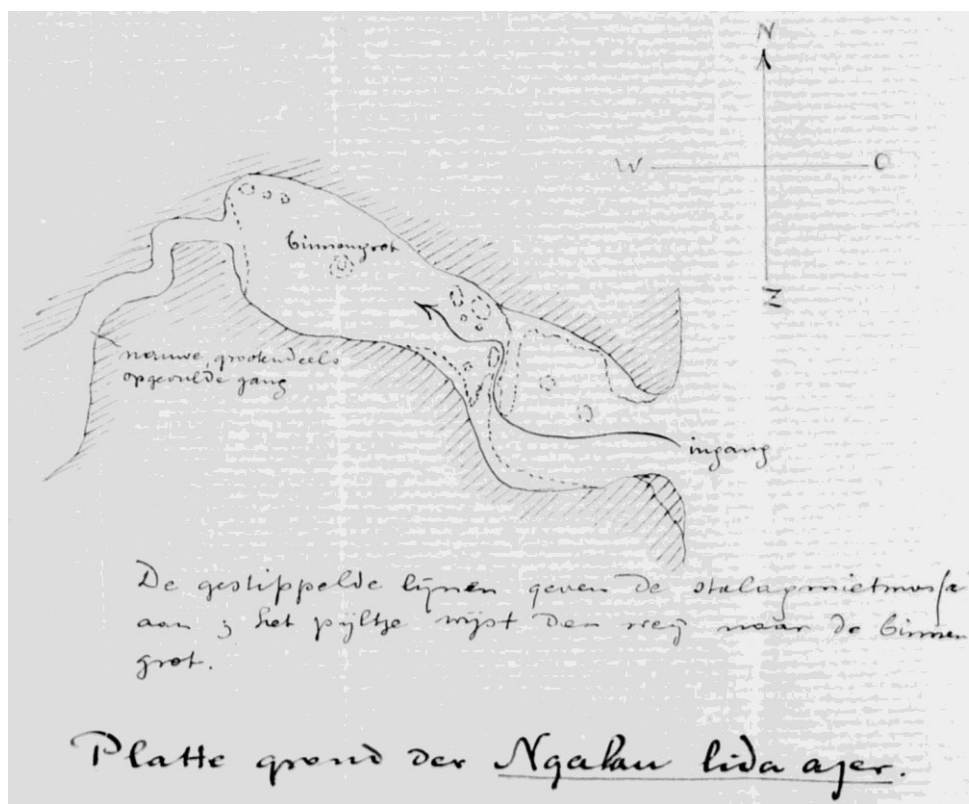 N
W O
Z
binnengrot
nauwe, grootendeels
opgevulde gang
ingang
De gestippelde lijnen geven de stalagmietmassa
aan; het pijltje wijst den weg naar de binnen
grot.
Platte grond der Ngalau lida ajer.